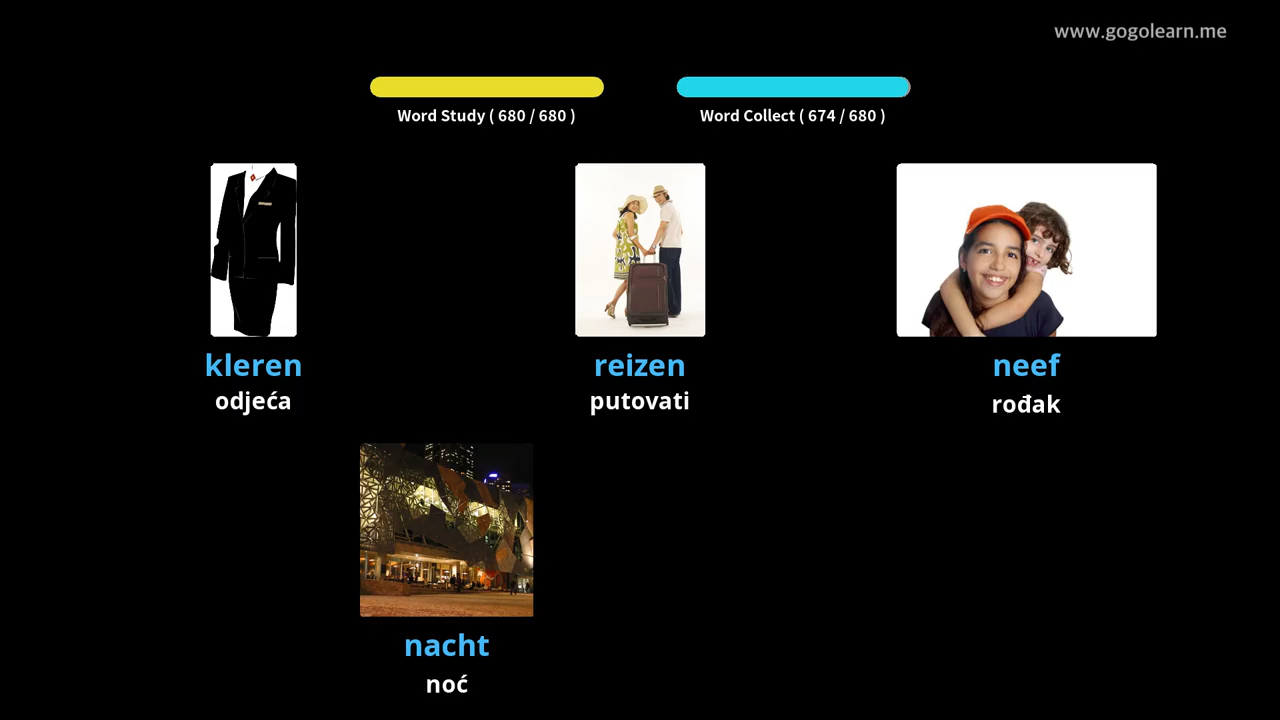 www.gogolearn.me
Word Study ( 680 / 680 )
Word Collect ( 674 / 680 )
kleren
odjeća
reizen
putovati
neef
rođak
nacht
noć